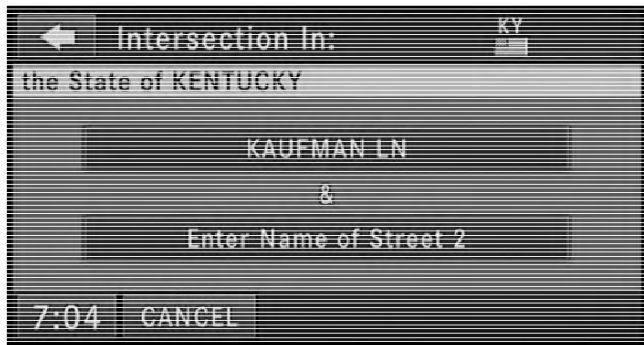 Intersection In:
KY
the State of KENTUCKY
KAUFMAN LN
&
Enter Name of Street 2
7:04
CANCEL